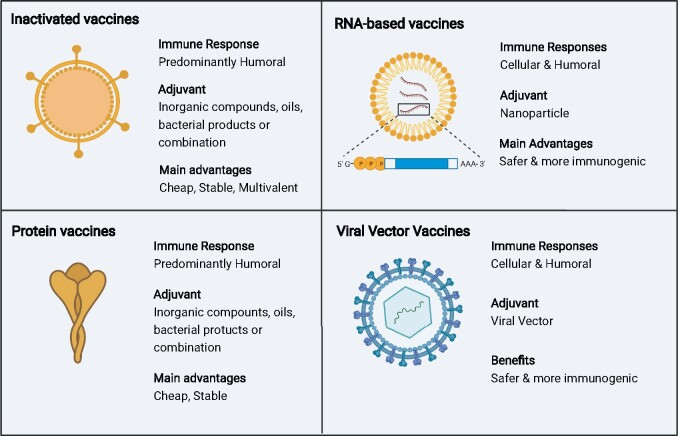 Inactivated vaccines
Immune Response
Predominantly Humoral
Adjuvant
Inorganic compounds, oils,
bacterial products or
combination
Main advantages
Cheap, Stable, Multivalent
RNA-based vaccines
Immune Responses
Cellular & Humoral
Adjuvant
Nanoparticle
Main Advantages
Safer & more immunogenic
5' G- P P P AAA- 3'
Protein vaccines
Immune Response
Predominantly Humoral
Adjuvant
Inorganic compounts, oils,
bacterial protucts or
combination
Main advantages
Cheap, Stable
Viral Vector Vaccines
Immune Responses
Cellular & Humoral
Adjuvant
Viral Vector
Benefits
Safer & more immunogenic